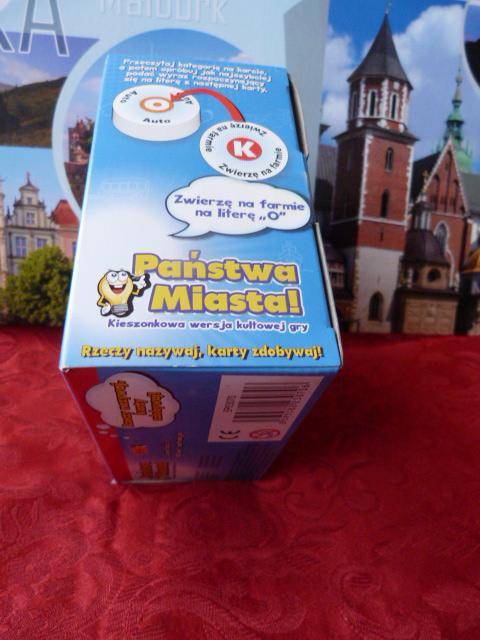 Malbork
KA
Przeczytaj kategorię na karcie,
a potem spróbuj jak najszybciej
podać wyraz rozpoczynający
się na literę z następnej karty.
Auto
Auto
Auto
Zwierzę na farmie
K
Zwierzę na farmie
Zwierzę na farmie
na literę „O”
Państwa
Miasta!
Kieszonkowa wersja kultowej gry
Rzeczy nazywaj, karty zdobywaj!
CE